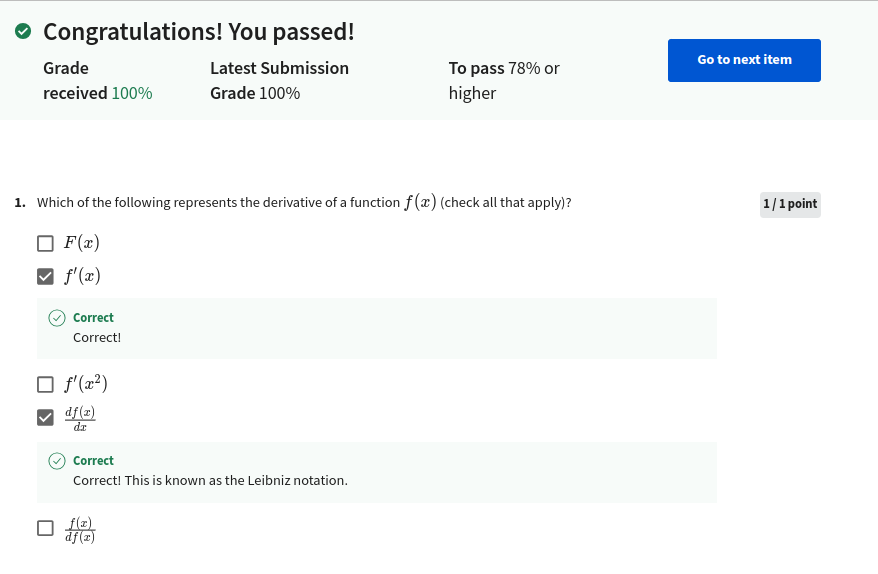 Congratulations! You passed!
Grade received 100%
Latest Submission Grade 100%
To pass 78% or higher
Go to next item
1. Which of the following represents the derivative of a function f(x) (check all that apply)?
1 / 1 point
F(x)
f′(x)
Correct
Correct!
f′(x²)
df(x)
dx
Correct
Correct! This is known as the Leibniz notation.
f(x)
df(x)